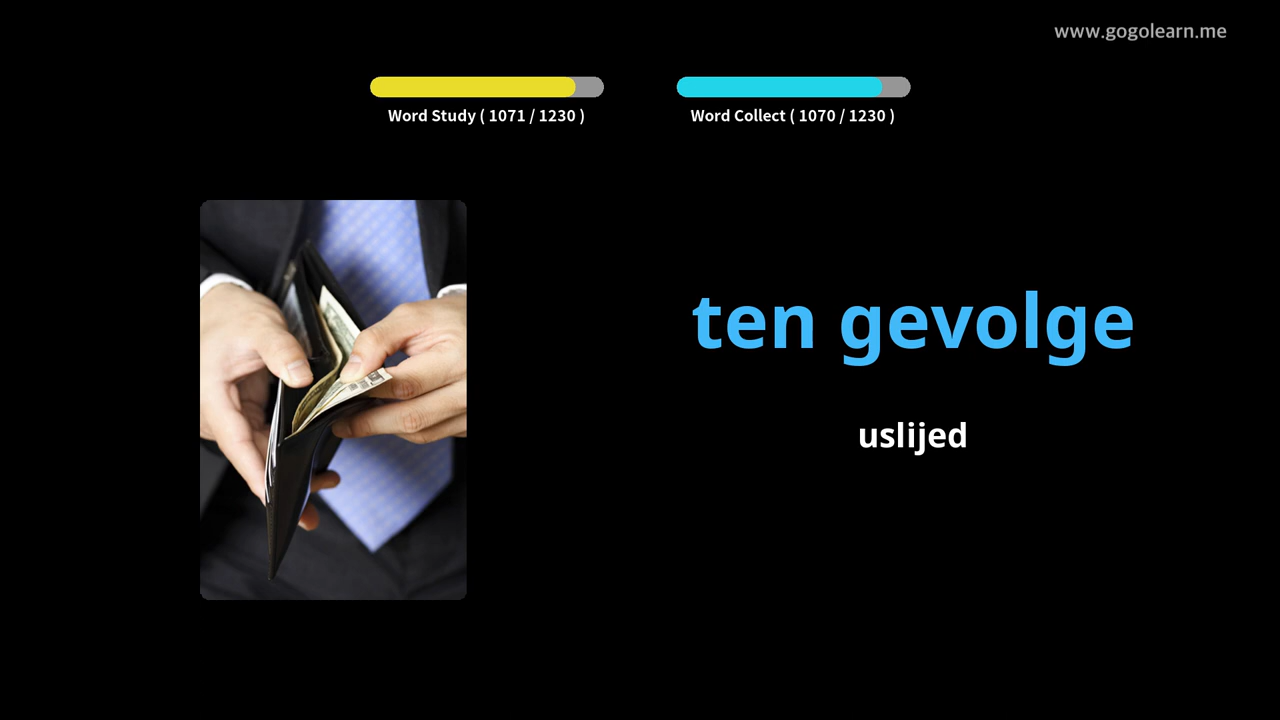 www.gogolearn.me
Word Study ( 1071 / 1230 )
Word Collect ( 1070 / 1230 )
ten gevolge
uslijed